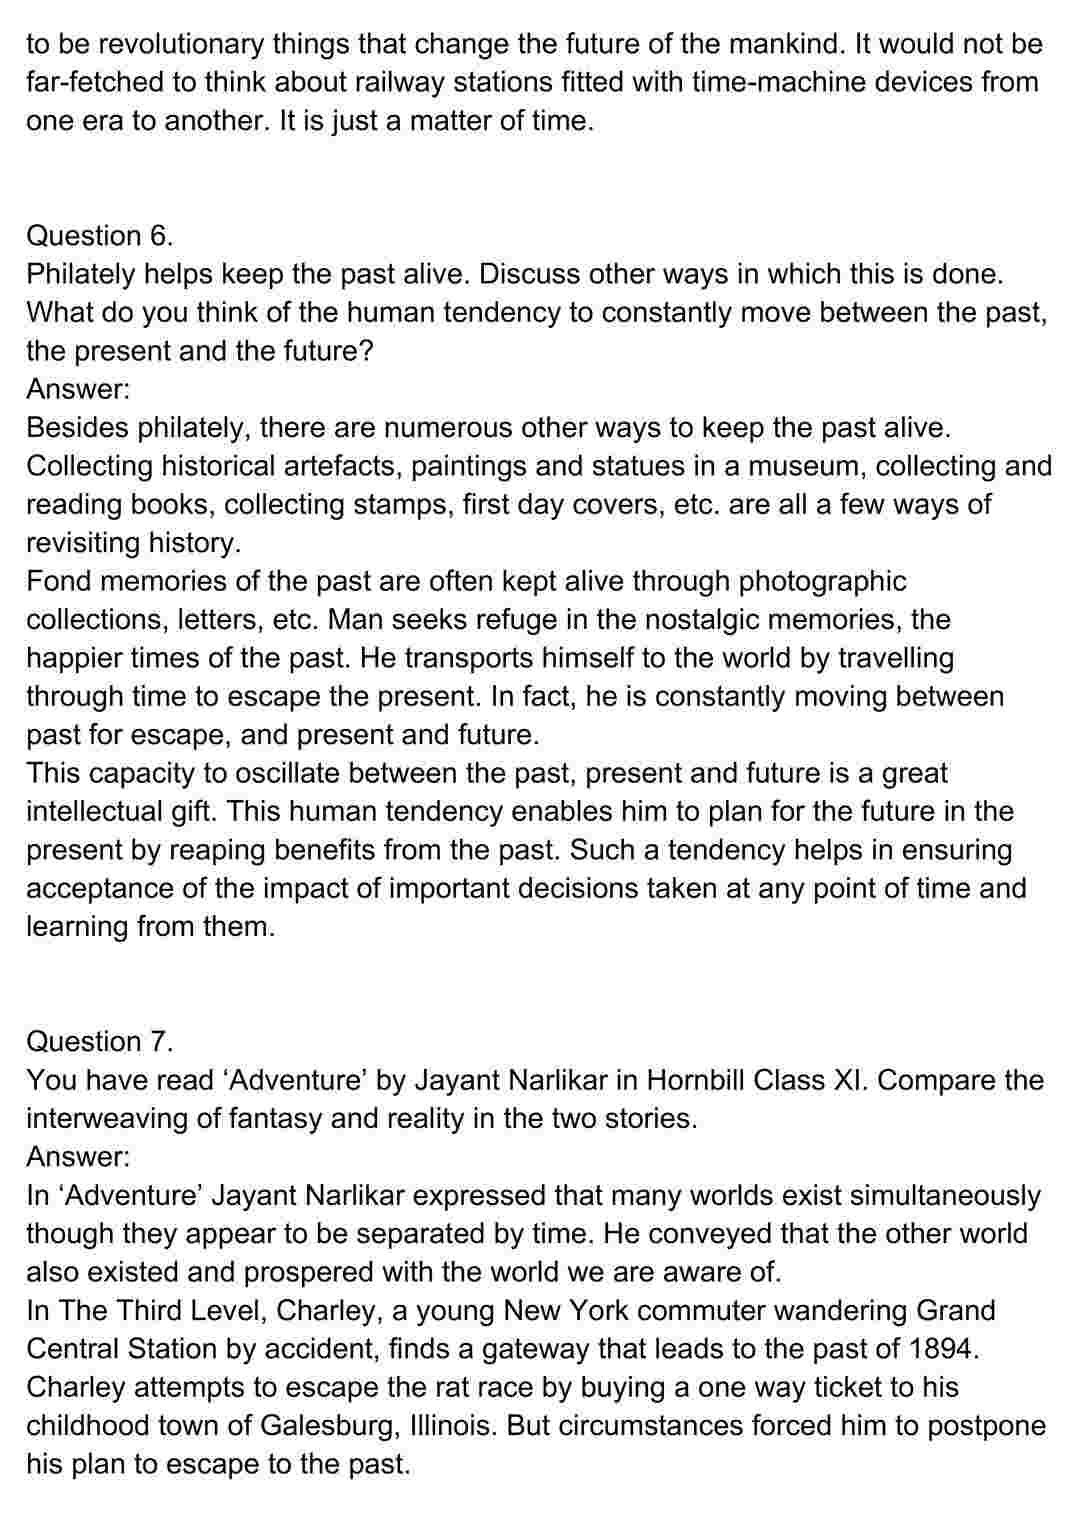 to be revolutionary things that change the future of the mankind. It would not be
far-fetched to think about railway stations fitted with time-machine devices from
one era to another. It is just a matter of time.
Question 6.
Philately helps keep the past alive. Discuss other ways in which this is done.
What do you think of the human tendency to constantly move between the past,
the present and the future?
Answer:
Besides philately, there are numerous other ways to keep the past alive.
Collecting historical artefacts, paintings and statues in a museum, collecting and
reading books, collecting stamps, first day covers, etc. are all a few ways of
revisiting history.
Fond memories of the past are often kept alive through photographic
collections, letters, etc. Man seeks refuge in the nostalgic memories, the
happier times of the past. He transports himself to the world by travelling
through time to escape the present. In fact, he is constantly moving between
past for escape, and present and future.
This capacity to oscillate between the past, present and future is a great
intellectual gift. This human tendency enables him to plan for the future in the
present by reaping benefits from the past. Such a tendency helps in ensuring
acceptance of the impact of important decisions taken at any point of time and
learning from them.
Question 7.
You have read ‘Adventure’ by Jayant Narlikar in Hornbill Class XI. Compare the
interweaving of fantasy and reality in the two stories.
Answer:
In ‘Adventure’ Jayant Narlikar expressed that many worlds exist simultaneously
though they appear to be separated by time. He conveyed that the other world
also existed and prospered with the world we are aware of.
In The Third Level, Charley, a young New York commuter wandering Grand
Central Station by accident, finds a gateway that leads to the past of 1894.
Charley attempts to escape the rat race by buying a one way ticket to his
childhood town of Galesburg, Illinois. But circumstances forced him to postpone
his plan to escape to the past.